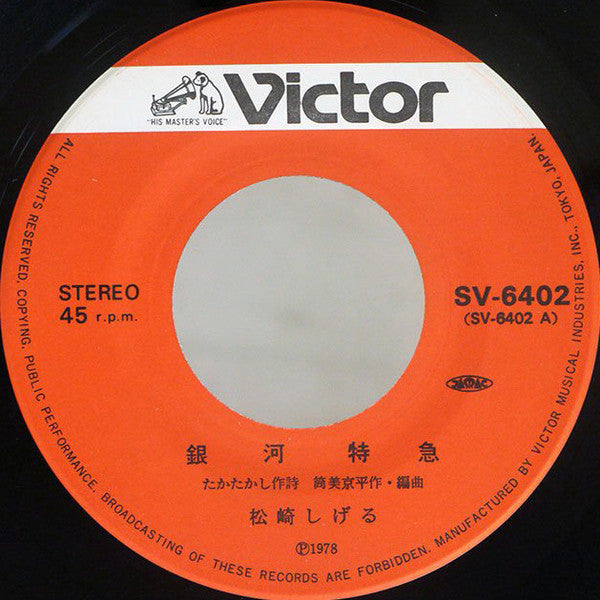 Victor
"HIS MASTER'S VOICE"
STEREO
45 r.p.m.
SV-6402
(SV-6402 A)
JASRAC
銀河特急
たかたかし作詩 筒美京平作・編曲
松崎しげる
Ⓟ1978
ALL RIGHTS RESERVED. COPYING, PUBLIC PERFORMANCE, BROADCASTING OF THESE RECORDS ARE FORBIDDEN. MANUFACTURED BY VICTOR MUSICAL INDUSTRIES, INC., TOKYO, JAPAN.